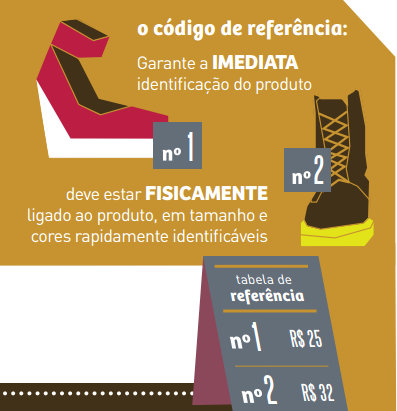 o código de referência:
Garante a IMEDIATA
identificação do produto
nº 1
nº 2
deve estar FISICAMENTE
ligado ao produto, em tamanho e
cores rapidamente identificáveis
tabela de
referência
nº 1 R$ 25
nº 2 R$ 32